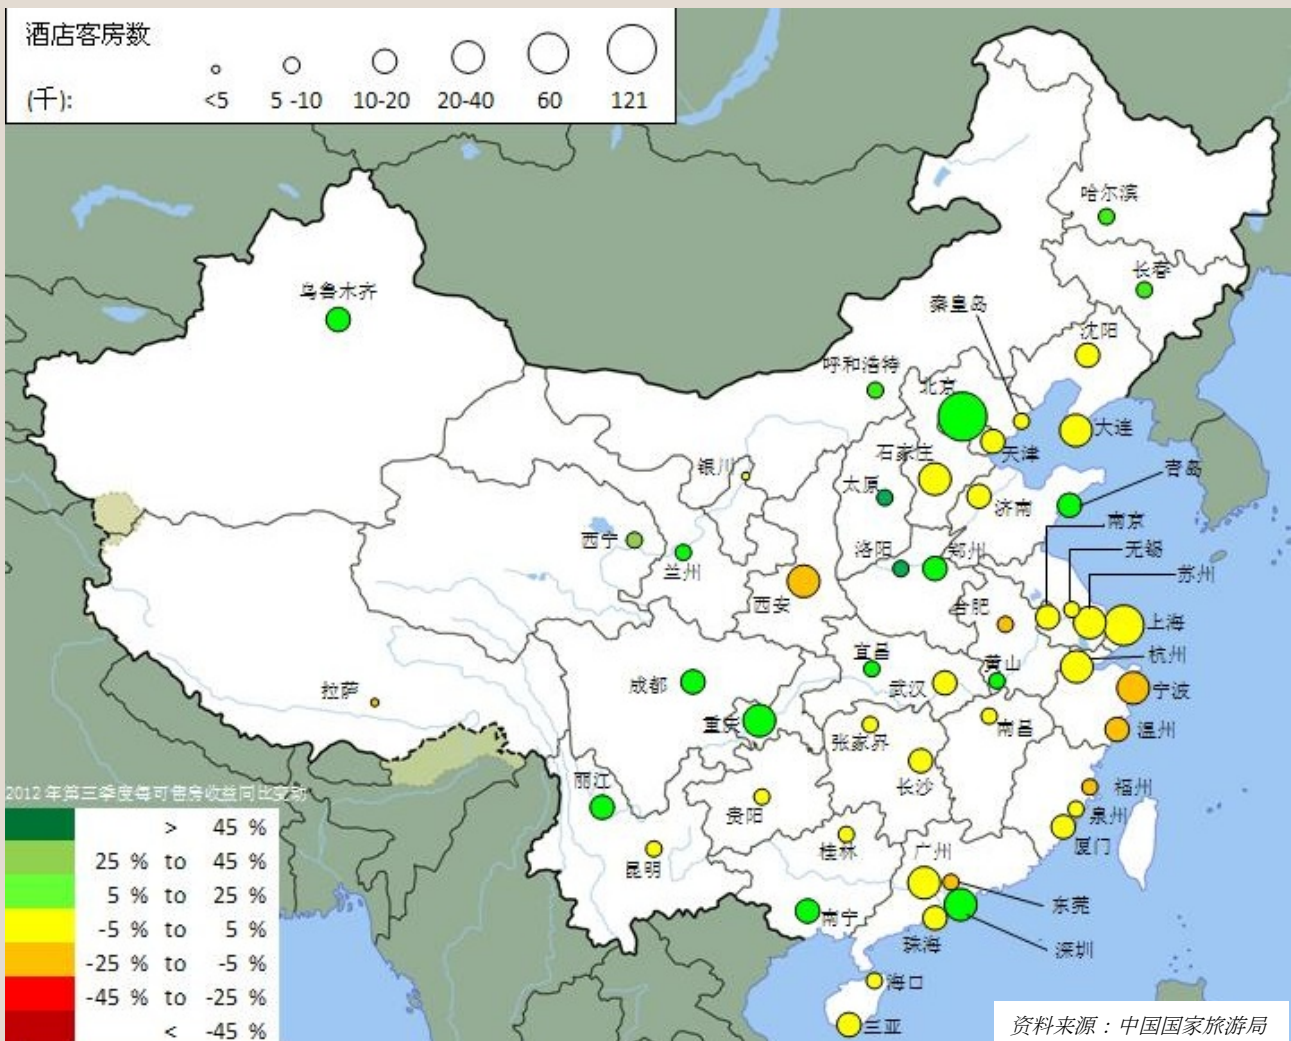 酒店客房数
(千): <5 5 -10 10-20 20-40 60 121
哈尔滨
长春
乌鲁木齐
秦皇岛
沈阳
呼和浩特
北京
大连
天津
石家庄
银川
青岛
太原
济南
南京
西宁
洛阳
郑州
无锡
兰州
苏州
西安
合肥
上海
宜昌
黄山
杭州
成都
武汉
拉萨
宁波
重庆
张家界
南昌
温州
丽江
长沙
福州
2012 年第三季度每可售房收益同比变动
贵阳
泉州
> 45 %
桂林
厦门
25 % to 45 %
昆明
广州
5 % to 25 %
东莞
-5 % to 5 %
南宁
珠海
深圳
-25 % to -5 %
海口
-45 % to -25 %
三亚
< -45 %
资料来源：中国国家旅游局